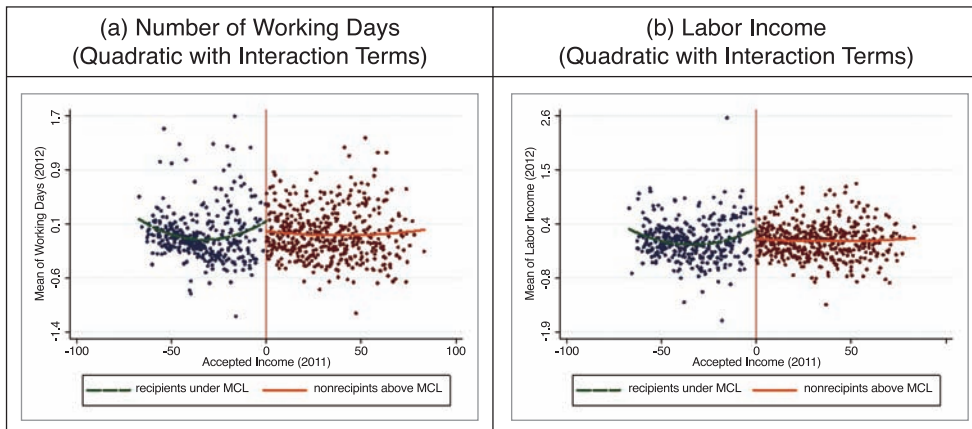 (a) Number of Working Days
(Quadratic with Interaction Terms)
(b) Labor Income
(Quadratic with Interaction Terms)
Mean of Working Days (2012)
1.7
0.9
0.1
-0.6
-1.4
-100
-50
0
50
100
Accepted Income (2011)
recipients under MCL
nonrecipints above MCL
Mean of Labor Income (2012)
2.6
1.5
0.4
-0.8
-1.9
-100
-50
0
50
100
Accepted Income (2011)
recipients under MCL
nonrecipints above MCL